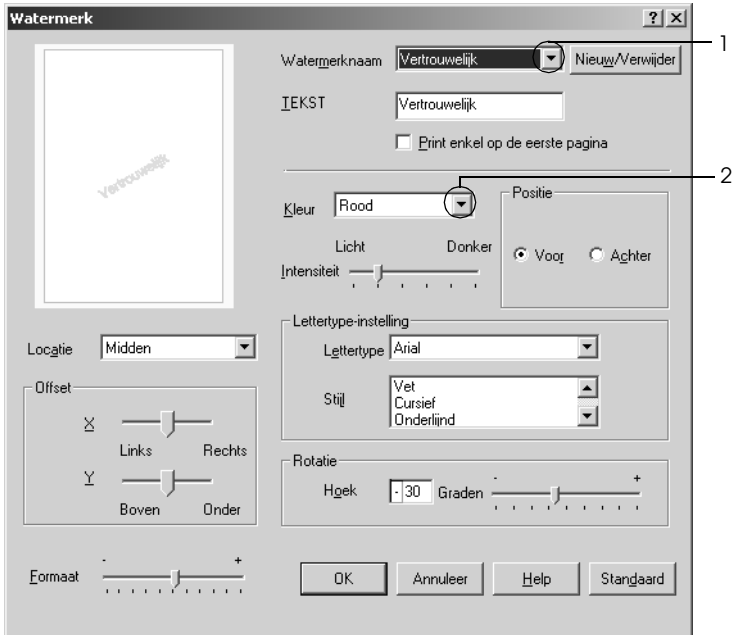 Watermerk
? ×
1
Watermerknaam Vertrouwelijk Nieuw/Verwijder
TEKST Vertrouwelijk
Print enkel op de eerste pagina
Vertrouwelijk
2
Kleur Rood
Positie
Licht Donker
Voor Achter
Intensiteit
Locatie Midden
Lettertype-instelling
Lettertype Arial
Stijl Vet
Cursief
Onderlijnd
Offset
X
Links Rechts
Y
Boven Onder
Rotatie
Hoek -30 Graden - +
Formaat - +
OK Annuleer Help Standaard